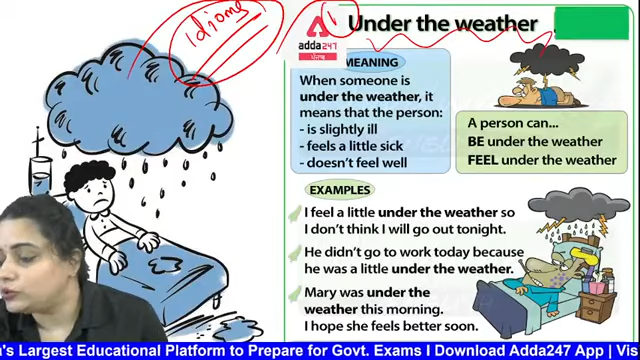 idioms
Under the weather
adda247
ਪੰਜਾਬੀ
MEANING
When someone is
under the weather, it
means that the person:
- is slightly ill
- feels a little sick
- doesn't feel well
A person can...
BE under the weather
FEEL under the weather
EXAMPLES
I feel a little under the weather so
I don't think I will go out tonight.
He didn't go to work today because
he was a little under the weather.
Mary was under the
weather this morning.
I hope she feels better soon.
a's Largest Educational Platform to Prepare for Govt. Exams I Download Adda247 App | Vis